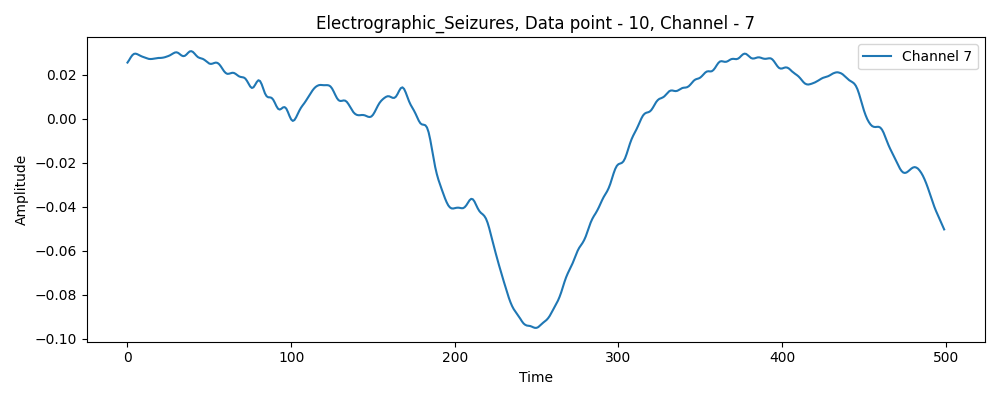 Electrographic_Seizures, Data point - 10, Channel - 7
Channel 7
Amplitude
0.02
0.00
−0.02
−0.04
−0.06
−0.08
−0.10
0 100 200 300 400 500
Time